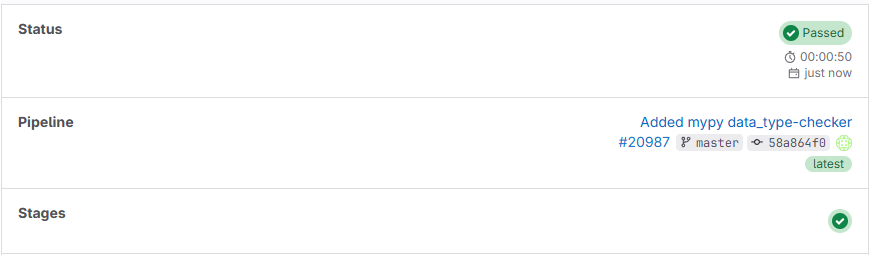 Status
Passed
00:00:50
just now
Pipeline
Added mypy data_type-checker
#20987 master 58a864f0
latest
Stages